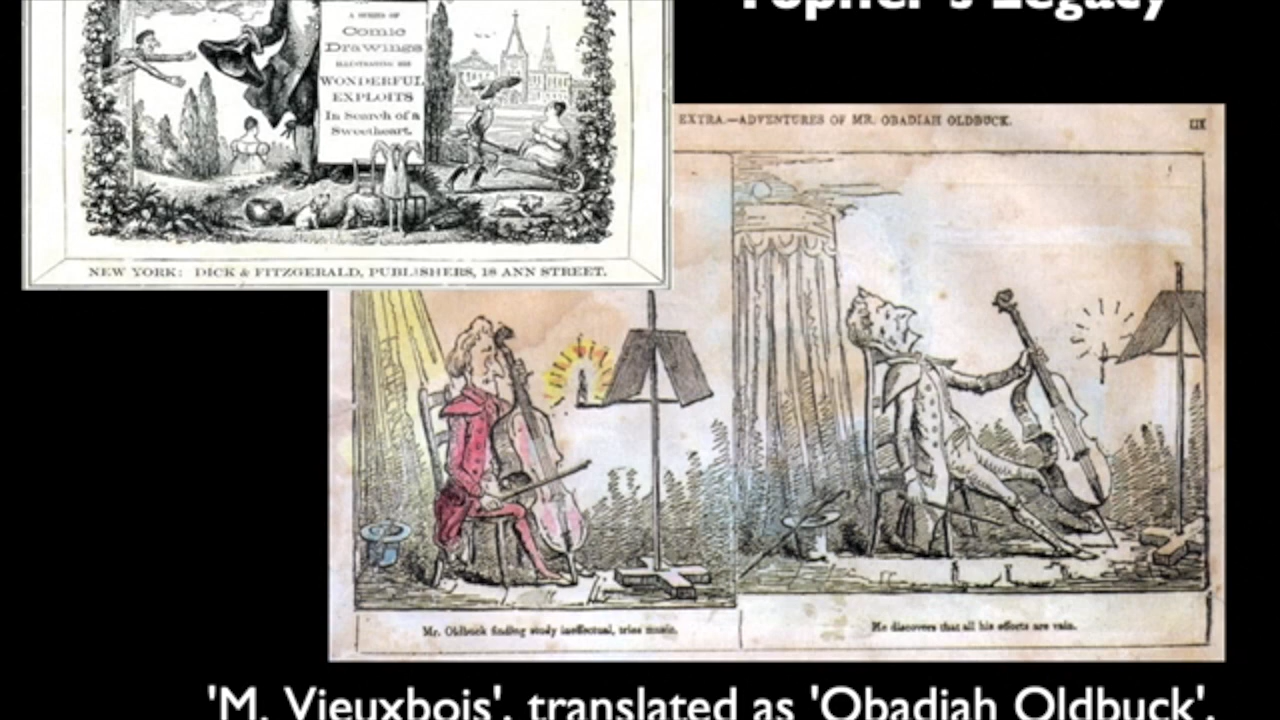 Töpffer's Legacy
A SERIES OF
Comic
Drawings
ILLUSTRATING HIS
WONDERFUL
EXPLOITS
In Search of a
Sweetheart.
NEW YORK: DICK & FITZGERALD, PUBLISHERS, 18 ANN STREET.
EXTRA.—ADVENTURES OF MR. OBADIAH OLDBUCK.
Mr. Oldbuck finding study ineffectual, tries music.
He discovers that all his efforts are vain.
'M. Vieuxbois', translated as 'Obadiah Oldbuck',